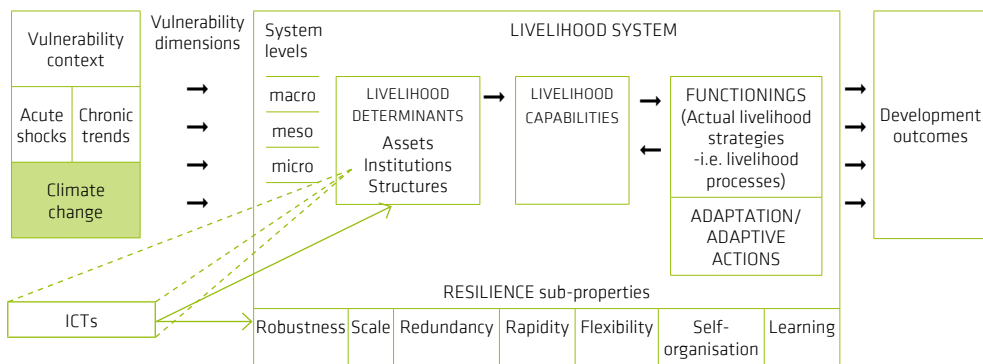 Vulnerability
context
Acute
shocks
Chronic
trends
Climate
change
Vulnerability
dimensions
LIVELIHOOD SYSTEM
System
levels
macro
meso
micro
LIVELIHOOD
DETERMINANTS
Assets
Institutions
Structures
LIVELIHOOD
CAPABILITIES
FUNCTIONINGS
(Actual livelihood
strategies
-i.e. livelihood
processes)
ADAPTATION/
ADAPTIVE
ACTIONS
Development
outcomes
ICTs
RESILIENCE sub-properties
Robustness
Scale
Redundancy
Rapidity
Flexibility
Self-
organisation
Learning